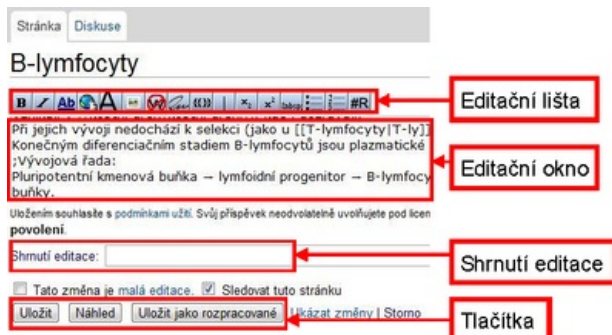 Stránka Diskuse
B-lymfocyty
B I Ab A W x₂ x² #R
Editační lišta
Při jejich vývoji nedochází k selekci (jako u [[T-lymfocyty|T-ly]]
Konečným diferenciačním stadiem B-lymfocytů jsou plazmatické
;Vývojová řada:
Pluripotentní kmenová buňka → lymfoidní progenitor → B-lymfocy
buňky.
Editační okno
Uložením souhlasíte s podmínkami užití. Svůj příspěvek neodvolatelně uvolňujete pod licen
povolení.
Shrnutí editace:
Shrnutí editace
Tato změna je malá editace. Sledovat tuto stránku
Uložit Náhled Uložit jako rozpracované Ukázat změny | Storno
Tlačítka